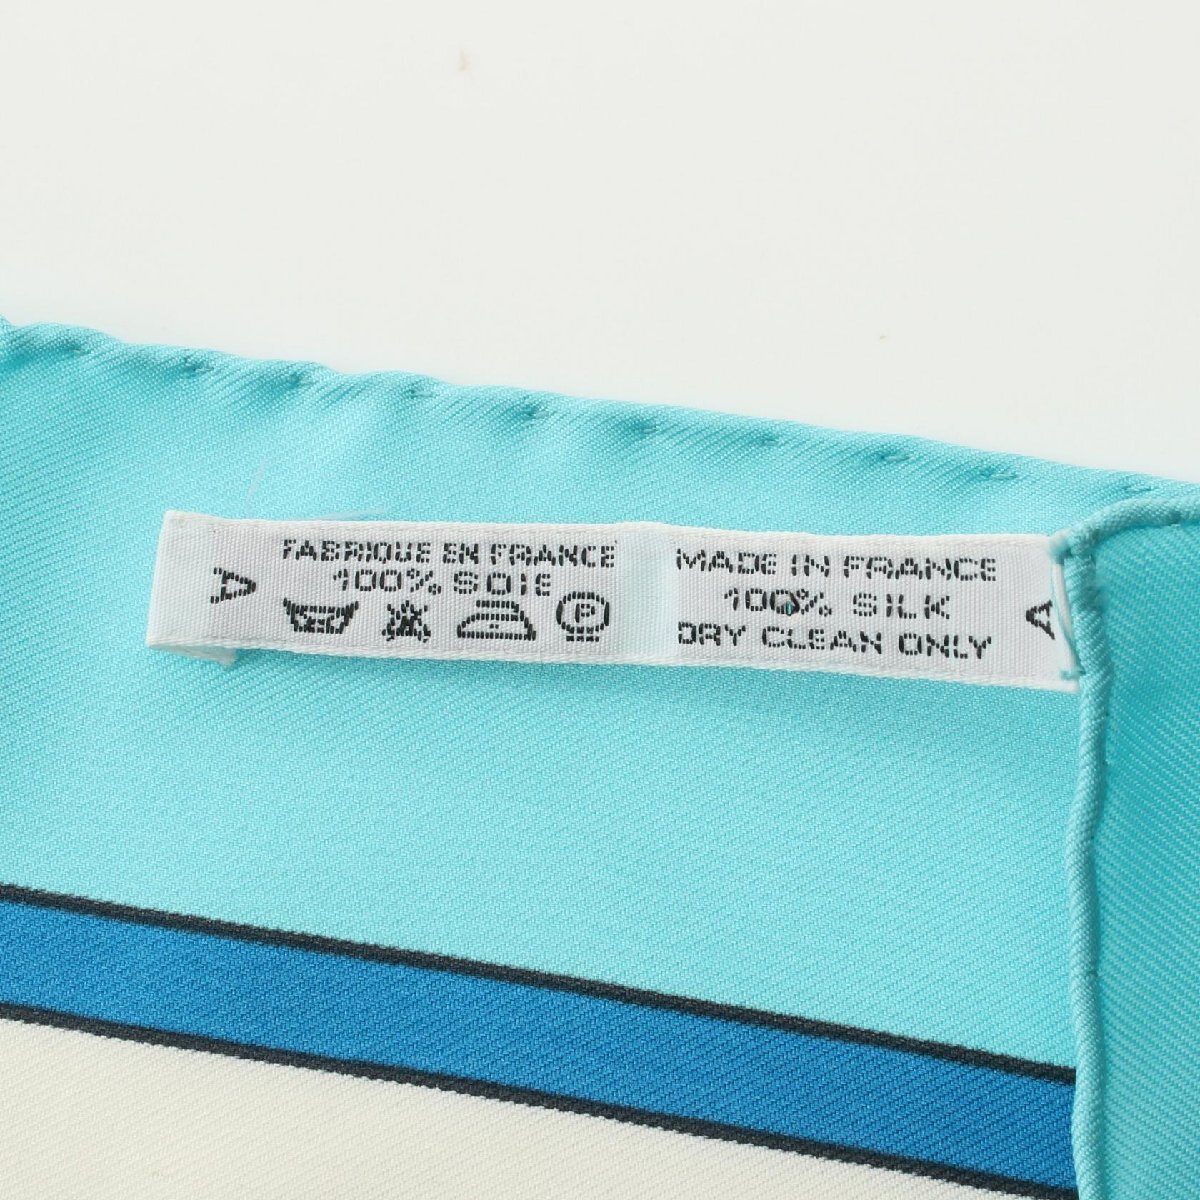 FABRIQUE EN FRANCE
100% SOIE
A
P
MADE IN FRANCE
100% SILK
DRY CLEAN ONLY
A